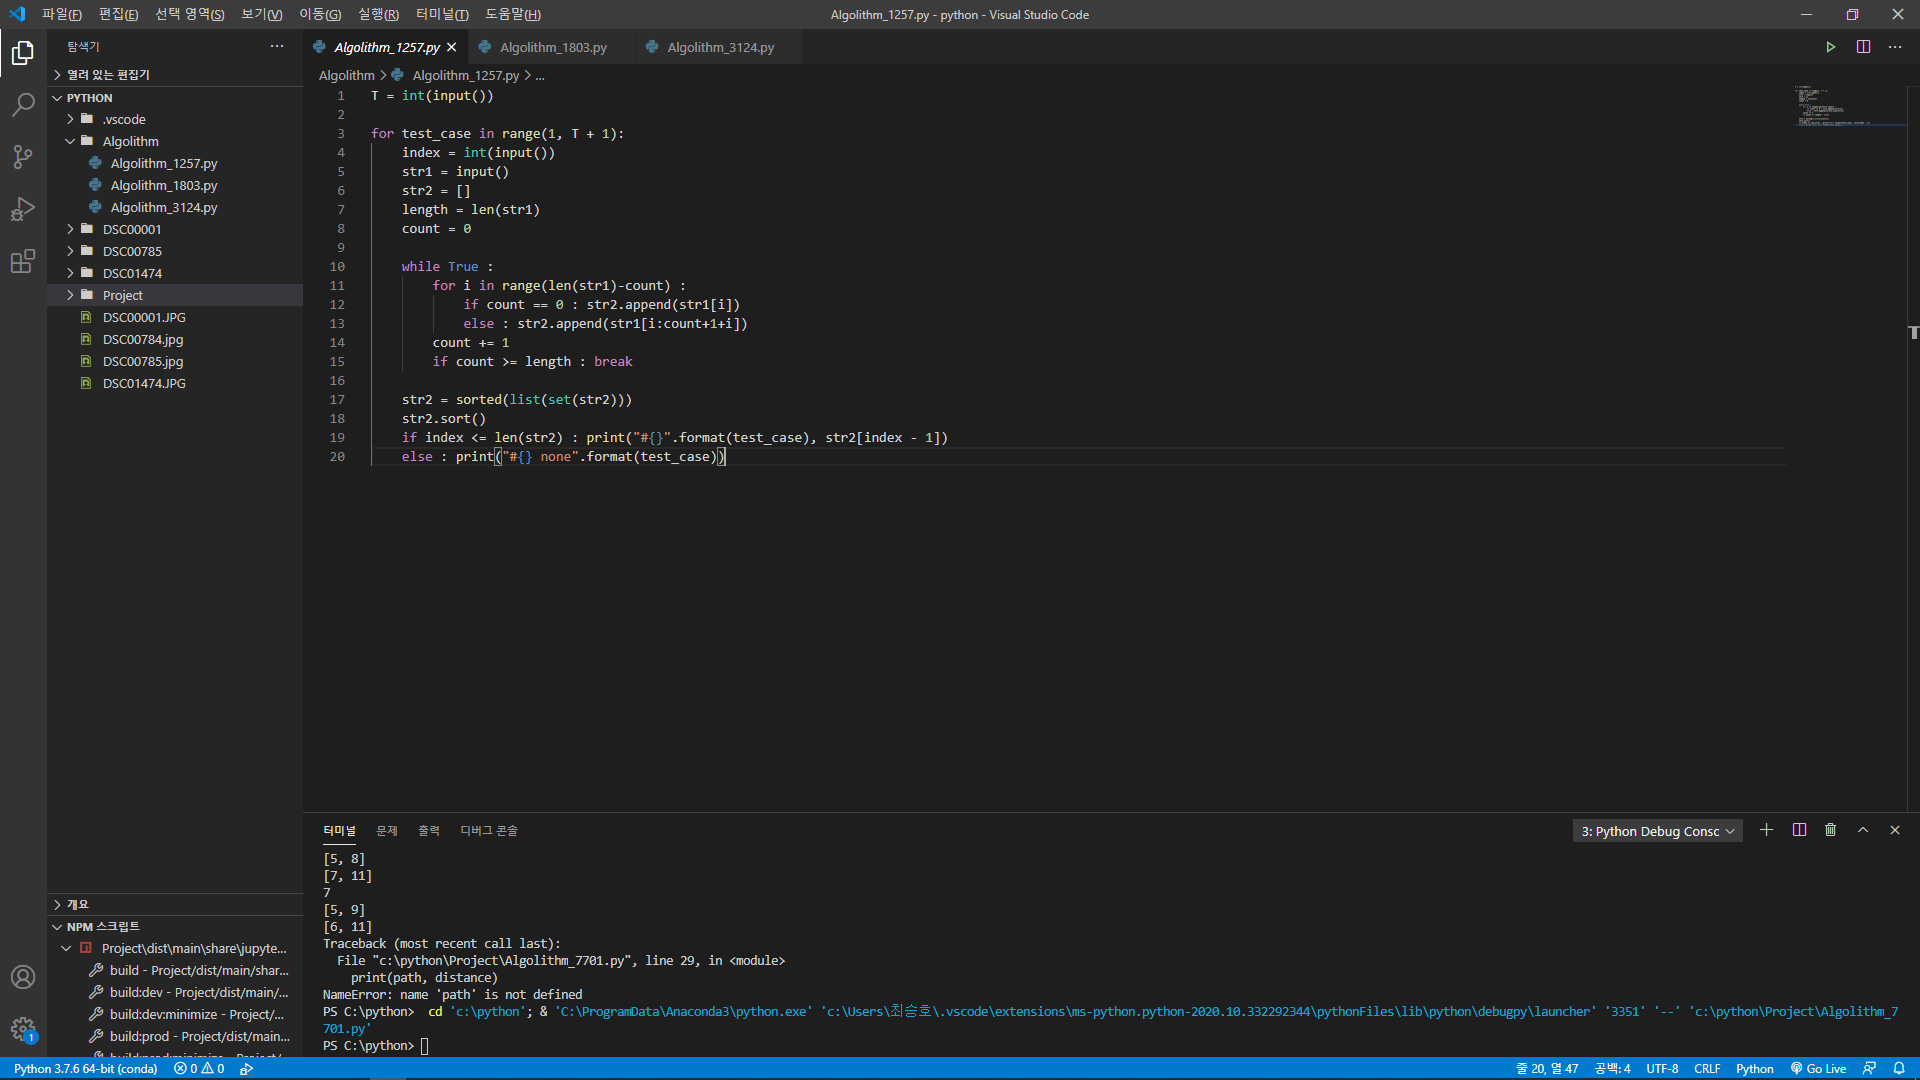 파일(F) 편집(E) 선택 영역(S) 보기(V) 이동(G) 실행(R) 터미널(T) 도움말(H)
Algolithm_1257.py - python - Visual Studio Code
탐색기
열려 있는 편집기
PYTHON
.vscode
Algolithm
Algolithm_1257.py
Algolithm_1803.py
Algolithm_3124.py
DSC00001
DSC00785
DSC01474
Project
DSC00001.JPG
DSC00784.jpg
DSC00785.jpg
DSC01474.JPG
개요
NPM 스크립트
Project\dist\main\share\jupyte...
build - Project/dist/main/shar...
build:dev - Project/dist/main/...
build:dev:minimize - Project/...
build:prod - Project/dist/main...
1
Algolithm_1257.py Algolithm_1803.py Algolithm_3124.py
Algolithm > Algolithm_1257.py > ...
1 T = int(input())
2
3 for test_case in range(1, T + 1):
4 index = int(input())
5 str1 = input()
6 str2 = []
7 length = len(str1)
8 count = 0
9
10 while True :
11 for i in range(len(str1)-count) :
12 if count == 0 : str2.append(str1[i])
13 else : str2.append(str1[i:count+1+i])
14 count += 1
15 if count >= length : break
16
17 str2 = sorted(list(set(str2)))
18 str2.sort()
19 if index <= len(str2) : print("#{}".format(test_case), str2[index - 1])
20 else : print("#{} none".format(test_case))
터미널 문제 출력 디버그 콘솔
3: Python Debug Consc
[5, 8]
[7, 11]
7
[5, 9]
[6, 11]
Traceback (most recent call last):
File "c:\python\Project\Algolithm_7701.py", line 29, in <module>
print(path, distance)
NameError: name 'path' is not defined
PS C:\python> cd 'c:\python'; & 'C:\ProgramData\Anaconda3\python.exe' 'c:\Users\최승호\.vscode\extensions\ms-python.python-2020.10.332292344\pythonFiles\lib\python\debugpy\launcher' '3351' '--' 'c:\python\Project\Algolithm_7
701.py'
PS C:\python>
Python 3.7.6 64-bit (conda) 0 0
줄 20, 열 47 공백: 4 UTF-8 CRLF Python Go Live